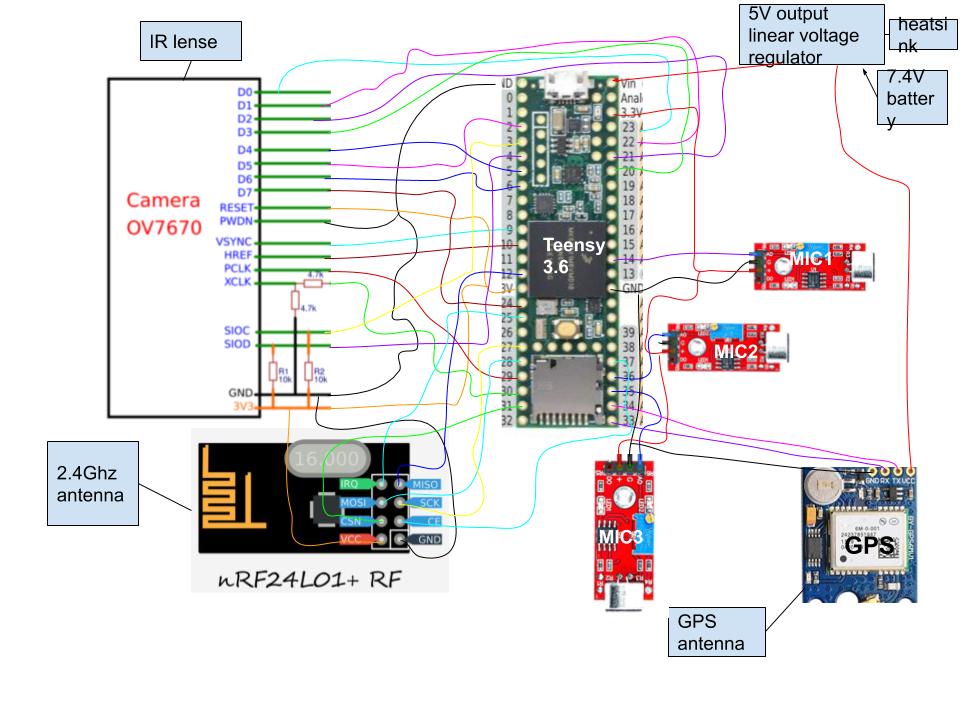 IR lense
5V output
linear voltage
regulator
heatsi
nk
7.4V
batter
y
Camera
OV7670
D0
D1
D2
D3
D4
D5
D6
D7
RESET
PWDN
VSYNC
HREF
PCLK
XCLK
4.7k
4.7k
SIOC
SIOD
R1
10k
R2
10k
GND
3V3
0
1
2
3
4
5
6
7
8
9
10
11
12
3V
24
25
26
27
28
29
30
31
32
Teensy
3.6
Vin
Anal
3.3V
23
22
21
20
19
18
17
16
15
14
13
GND
39
38
37
36
35
34
33
MIC1
MIC2
MIC3
2.4Ghz
antenna
16.000
IRQ
MISO
MOSI
SCK
CSN
CE
VCC
GND
nRF24L01+ RF
GND RX TX VCC
GPS
GPS
antenna